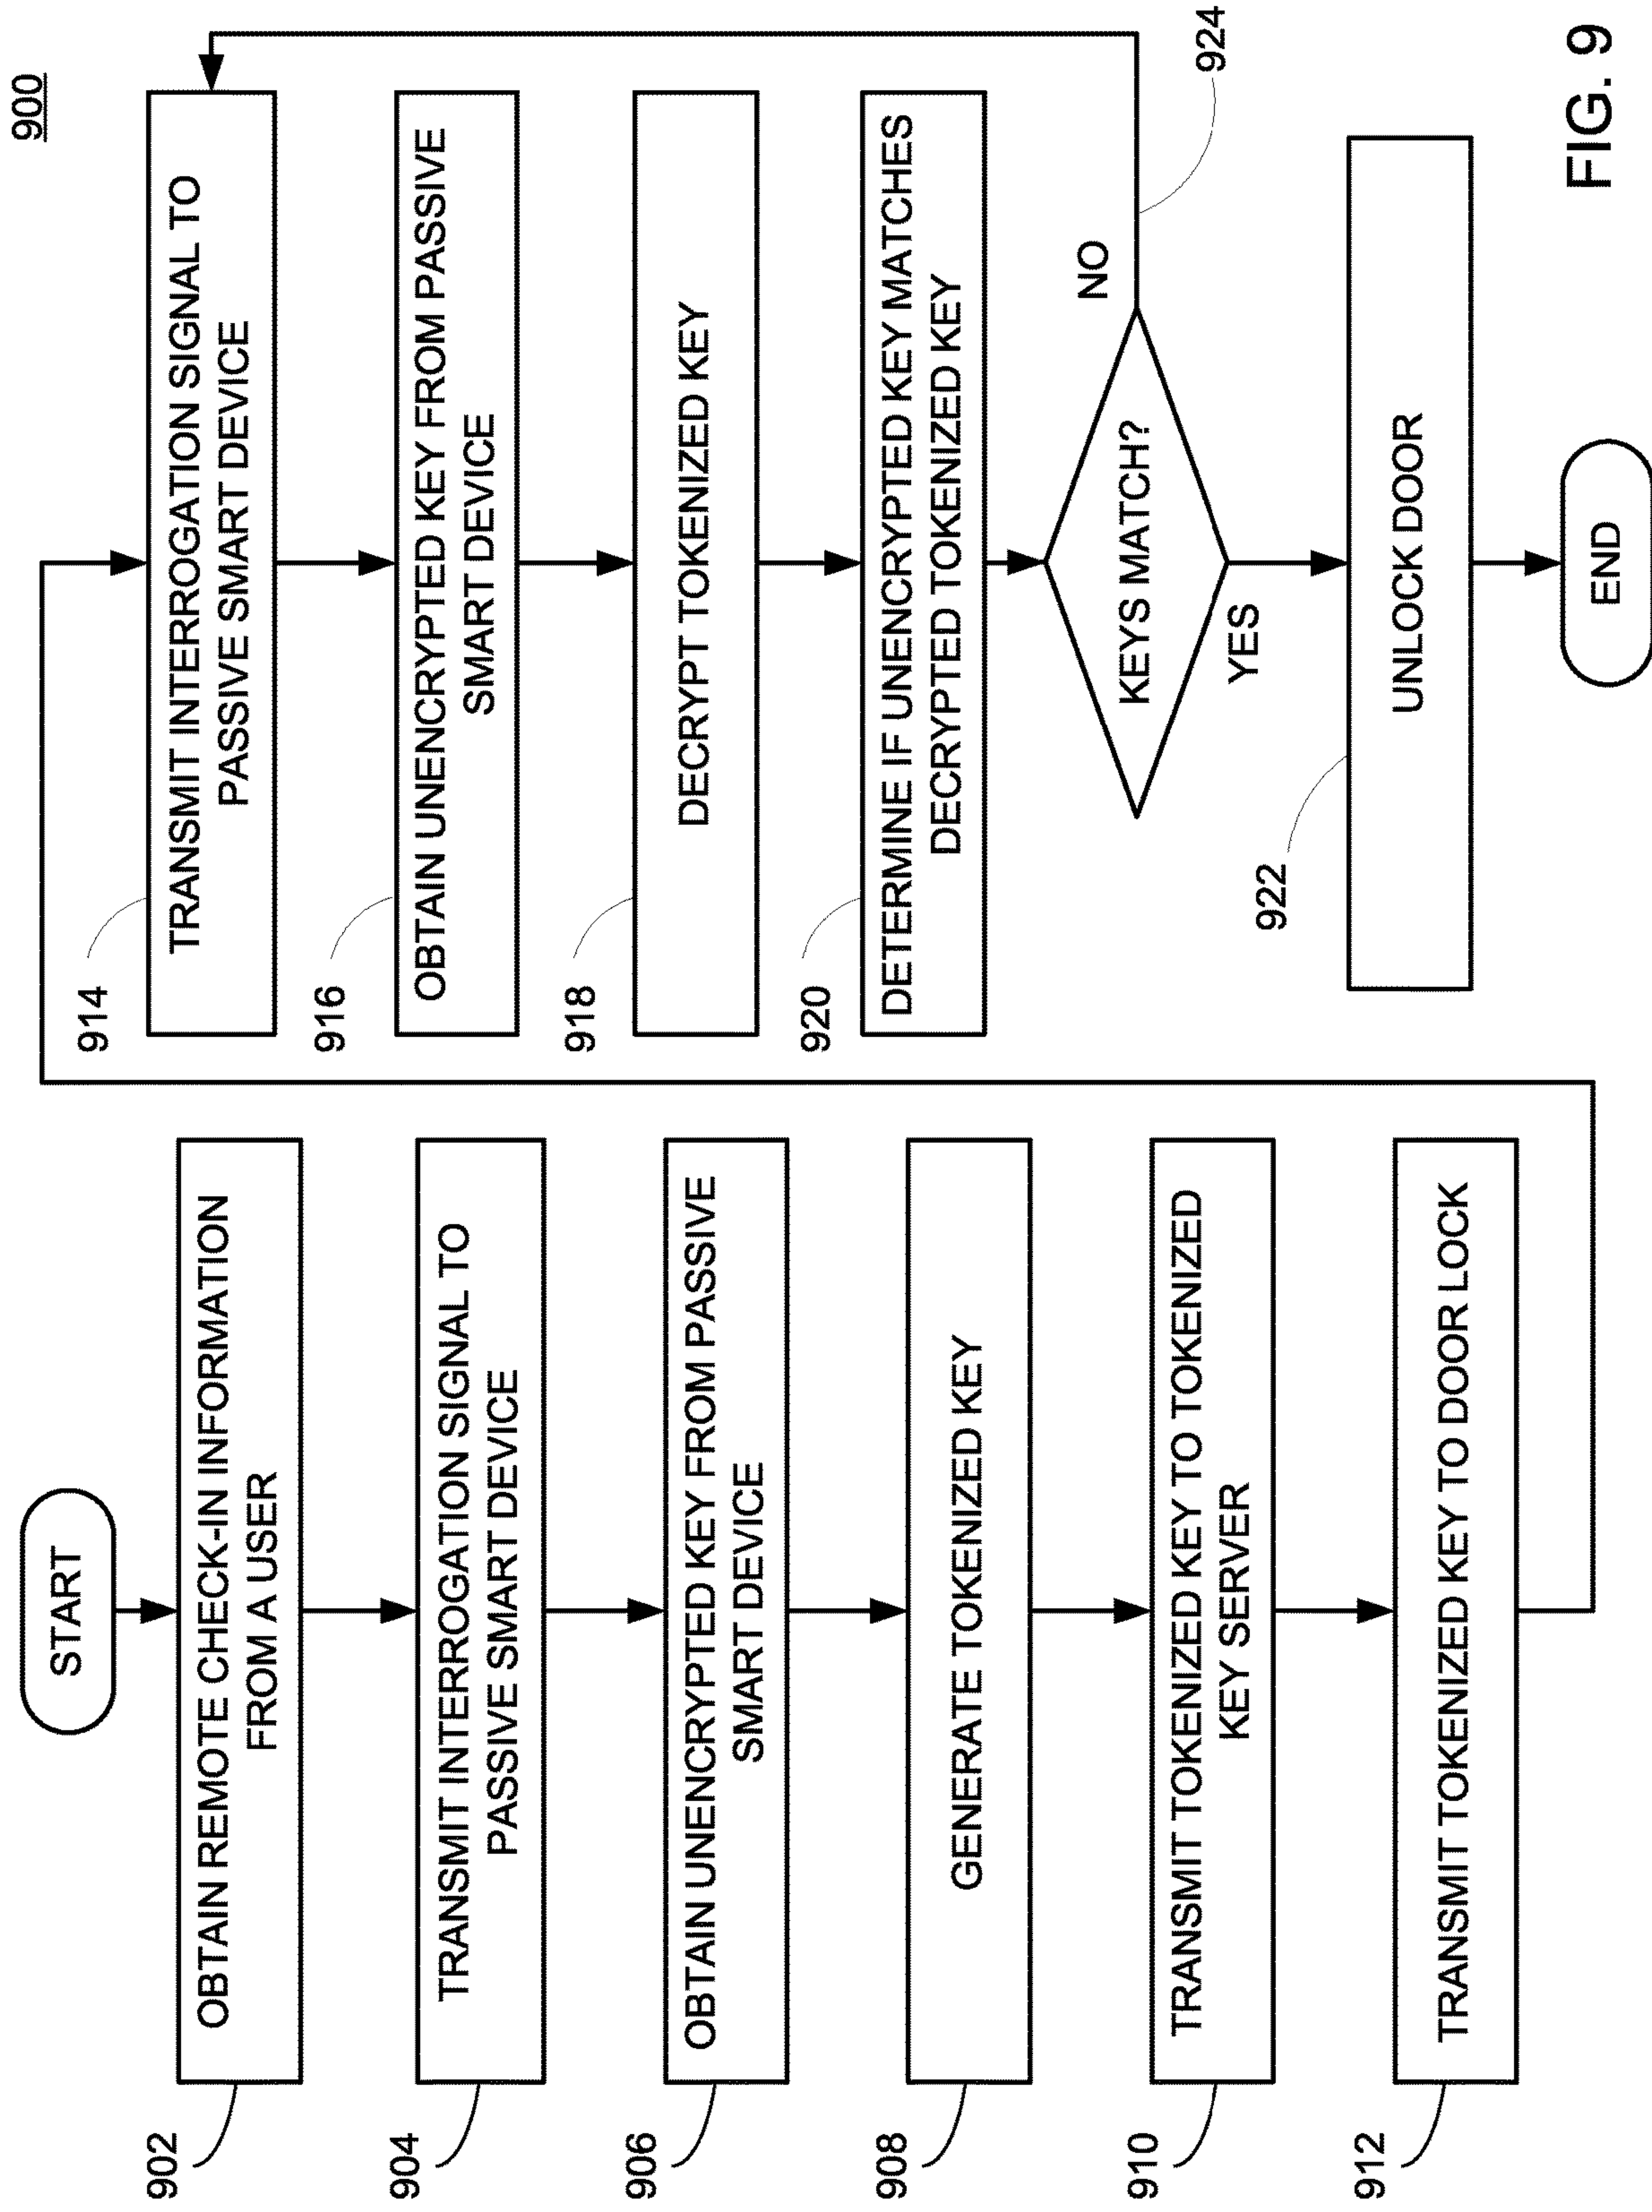 900
START
902
OBTAIN REMOTE CHECK-IN INFORMATION
FROM A USER
904
TRANSMIT INTERROGATION SIGNAL TO
PASSIVE SMART DEVICE
906
OBTAIN UNENCRYPTED KEY FROM PASSIVE
SMART DEVICE
908
GENERATE TOKENIZED KEY
910
TRANSMIT TOKENIZED KEY TO TOKENIZED
KEY SERVER
912
TRANSMIT TOKENIZED KEY TO DOOR LOCK
914
TRANSMIT INTERROGATION SIGNAL TO
PASSIVE SMART DEVICE
916
OBTAIN UNENCRYPTED KEY FROM PASSIVE
SMART DEVICE
918
DECRYPT TOKENIZED KEY
920
DETERMINE IF UNENCRYPTED KEY MATCHES
DECRYPTED TOKENIZED KEY
KEYS MATCH?
NO
924
YES
922
UNLOCK DOOR
END
FIG. 9